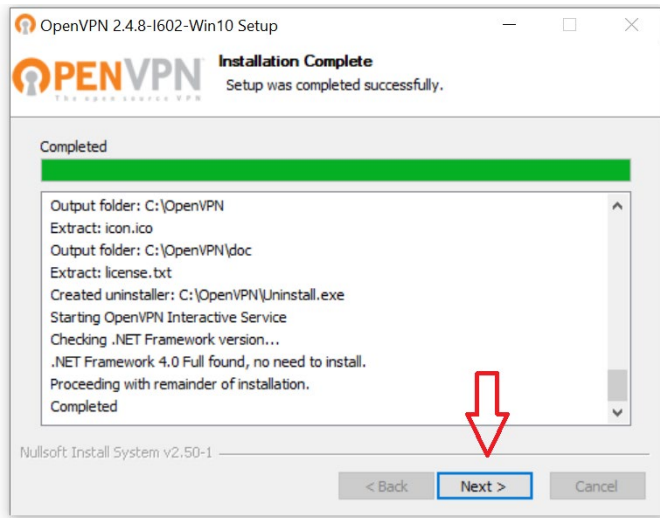 OpenVPN 2.4.8-I602-Win10 Setup
OPENVPN
The open source VPN
Installation Complete
Setup was completed successfully.
Completed
Output folder: C:\OpenVPN
Extract: icon.ico
Output folder: C:\OpenVPN\doc
Extract: license.txt
Created uninstaller: C:\OpenVPN\Uninstall.exe
Starting OpenVPN Interactive Service
Checking .NET Framework version...
.NET Framework 4.0 Full found, no need to install.
Proceeding with remainder of installation.
Completed
Nullsoft Install System v2.50-1
< Back Next > Cancel